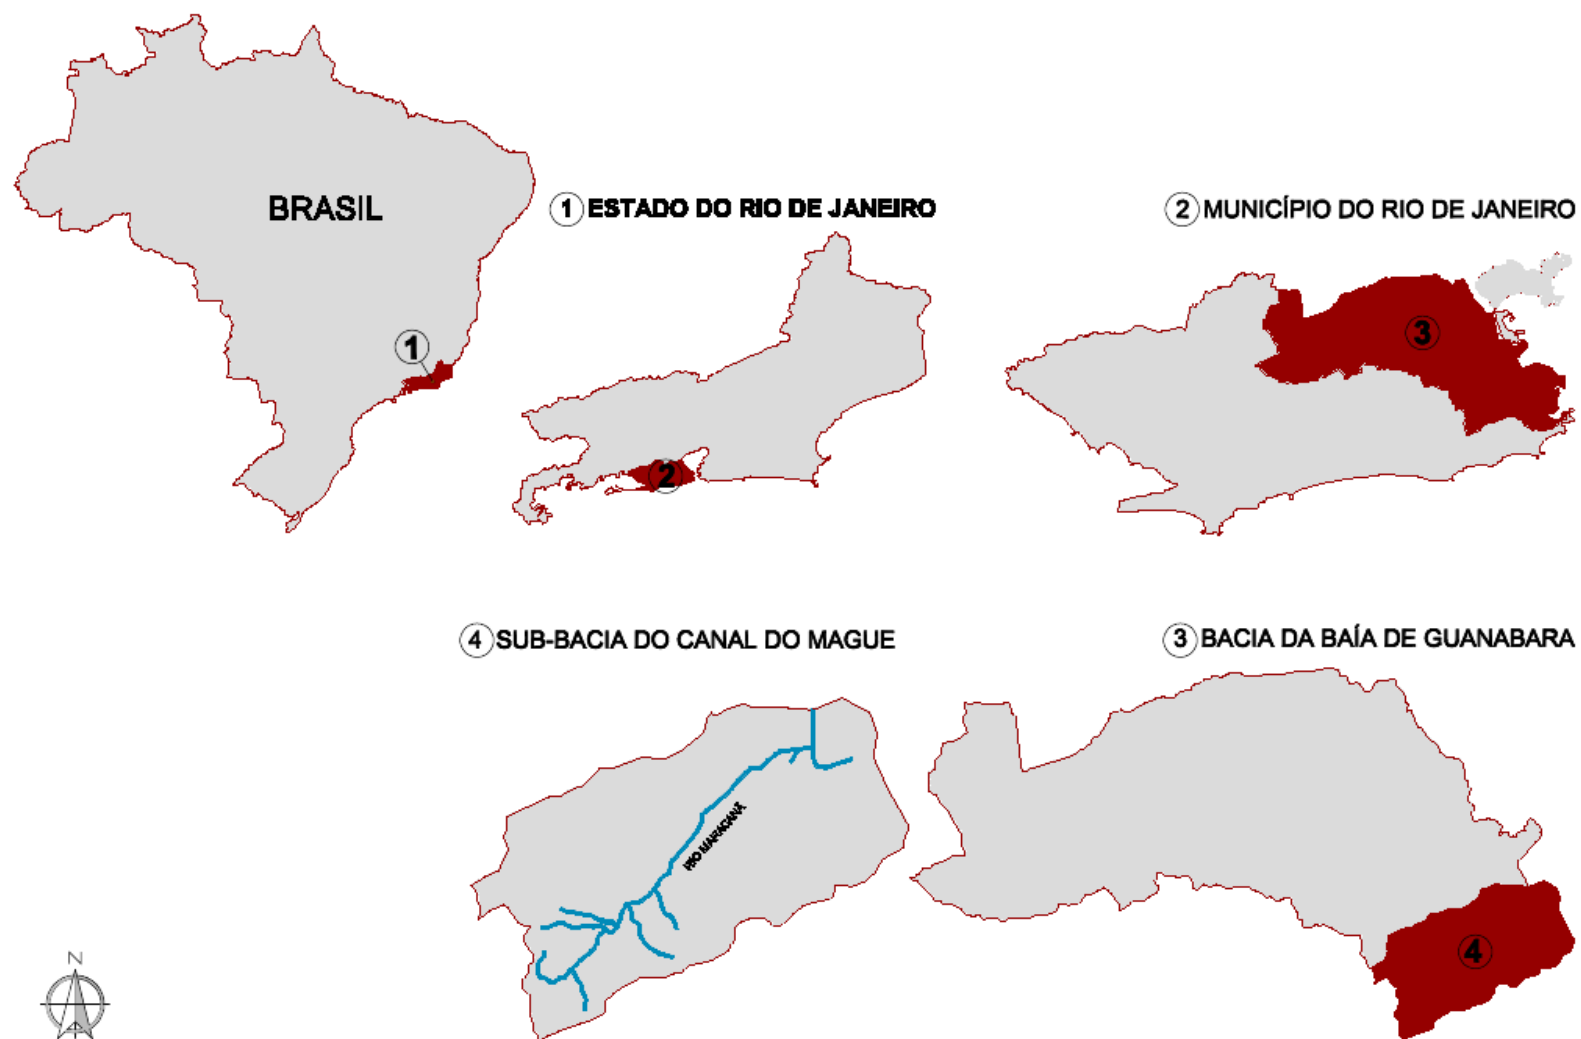 BRASIL
1
1 ESTADO DO RIO DE JANEIRO
2
2 MUNICÍPIO DO RIO DE JANEIRO
3
4 SUB-BACIA DO CANAL DO MAGUE
RIO MARACANÃ
3 BACIA DA BAÍA DE GUANABARA
4
N